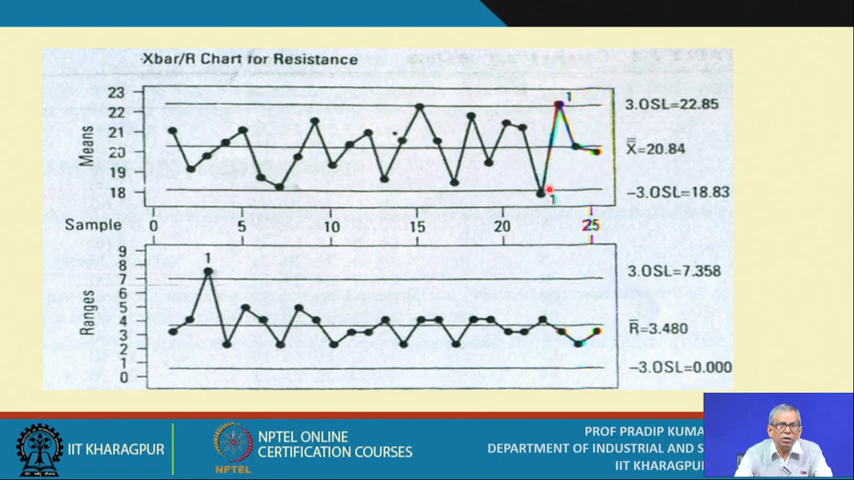 Xbar/R Chart for Resistance
23
22
21
20
19
18
Means
1
1
3.0SL=22.85
X=20.84
-3.0SL=18.83
Sample
0
5
10
15
20
25
9
8
7
6
5
4
3
2
1
0
Ranges
1
3.0SL=7.358
R=3.480
-3.0SL=0.000
IIT KHARAGPUR
NPTEL
NPTEL ONLINE
CERTIFICATION COURSES
PROF PRADIP KUMA
DEPARTMENT OF INDUSTRIAL AND S
IIT KHARAGPUR